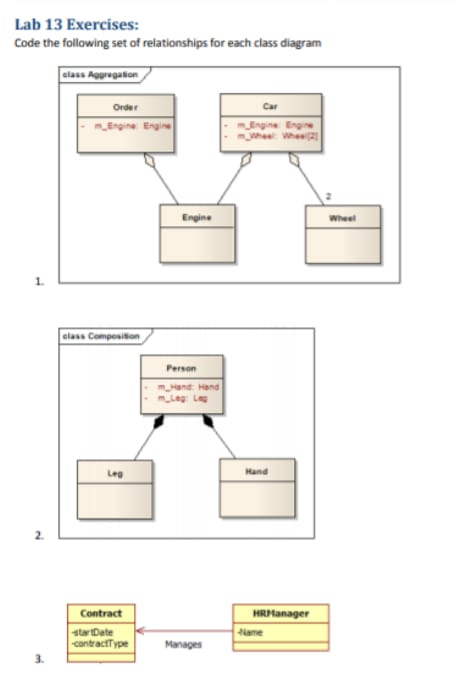 Lab 13 Exercises:
Code the following set of relationships for each class diagram
class Aggregation
Order
- m_Engine: Engine
Car
- m_Engine: Engine
- m_Wheel: Wheel[2]
2
Engine
Wheel
1.
class Composition
Person
- m_Hand: Hand
- m_Leg: Leg
Leg
Hand
2.
Contract
-startDate
-contractType
Manages
HRManager
-Name
3.